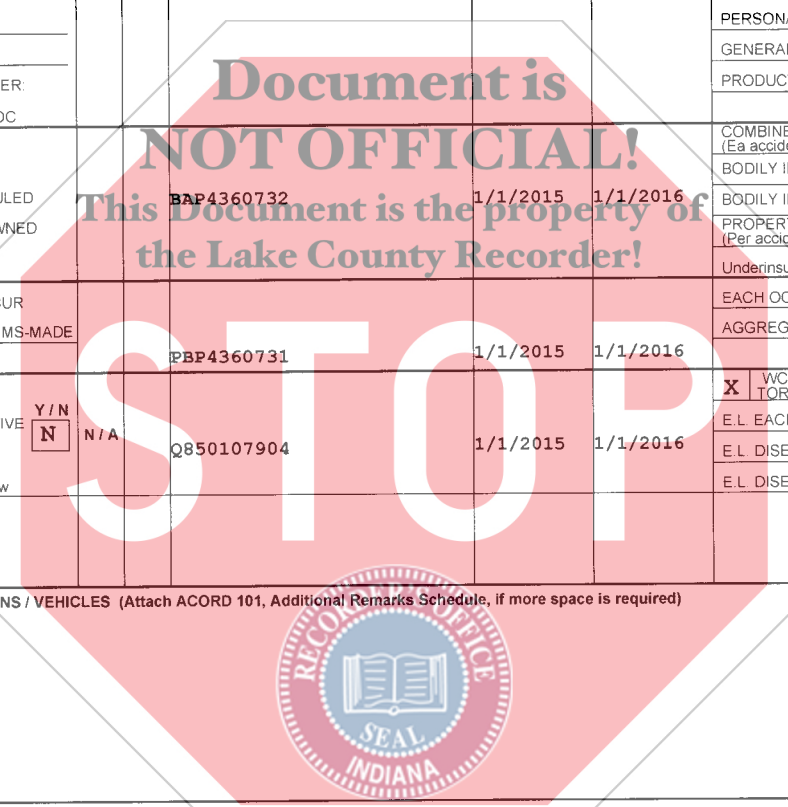 PERSON
GENERAL
ER:
PRODUC
Document is
OC
COMBINE
(Ea accide
NOT OFFICIAL!
BODILY I
ULED
BAP4360732
1/1/2015
1/1/2016
BODILY I
This Document is the property of
WNED
PROPERT
(Per accid
the Lake County Recorder!
Underinsu
UR
EACH OC
MS-MADE
AGGREG
PBP4360731
1/1/2015
1/1/2016
STOP
X
WC
TOR
Y / N
IVE
N
N / A
E.L. EACH
Q850107904
1/1/2015
1/1/2016
E.L. DISE
w
E.L. DISE
NS / VEHICLES (Attach ACORD 101, Additional Remarks Schedule, if more space is required)
RECORDER'S OFFICE
SEAL
INDIANA